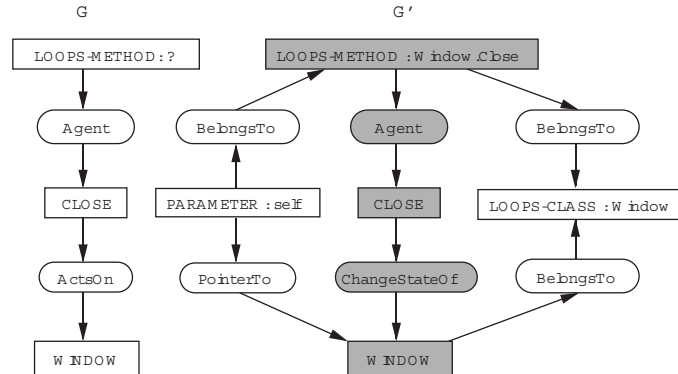 G G'
LOOPS-METHOD:? LOOPS-METHOD:Window.Close
Agent BelongsTo Agent BelongsTo
CLOSE PARAMETER:self CLOSE LOOPS-CLASS:Window
ActsOn PointerTo ChangeStateOf BelongsTo
WINDOW WINDOW